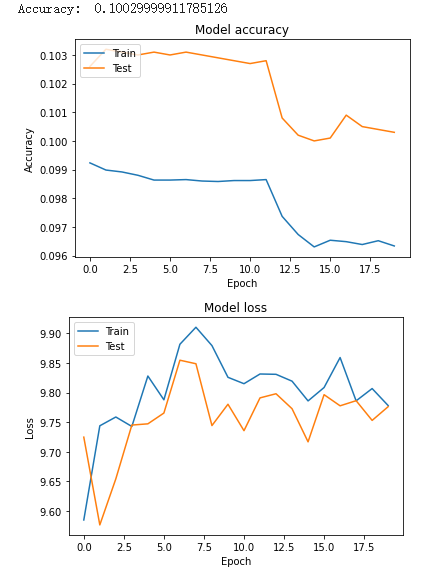 Accuracy: 0.10029999911785126
Model accuracy
Train
Test
Accuracy
0.103
0.102
0.101
0.100
0.099
0.098
0.097
0.096
0.0 2.5 5.0 7.5 10.0 12.5 15.0 17.5
Epoch
Model loss
Train
Test
Loss
9.90
9.85
9.80
9.75
9.70
9.65
9.60
0.0 2.5 5.0 7.5 10.0 12.5 15.0 17.5
Epoch